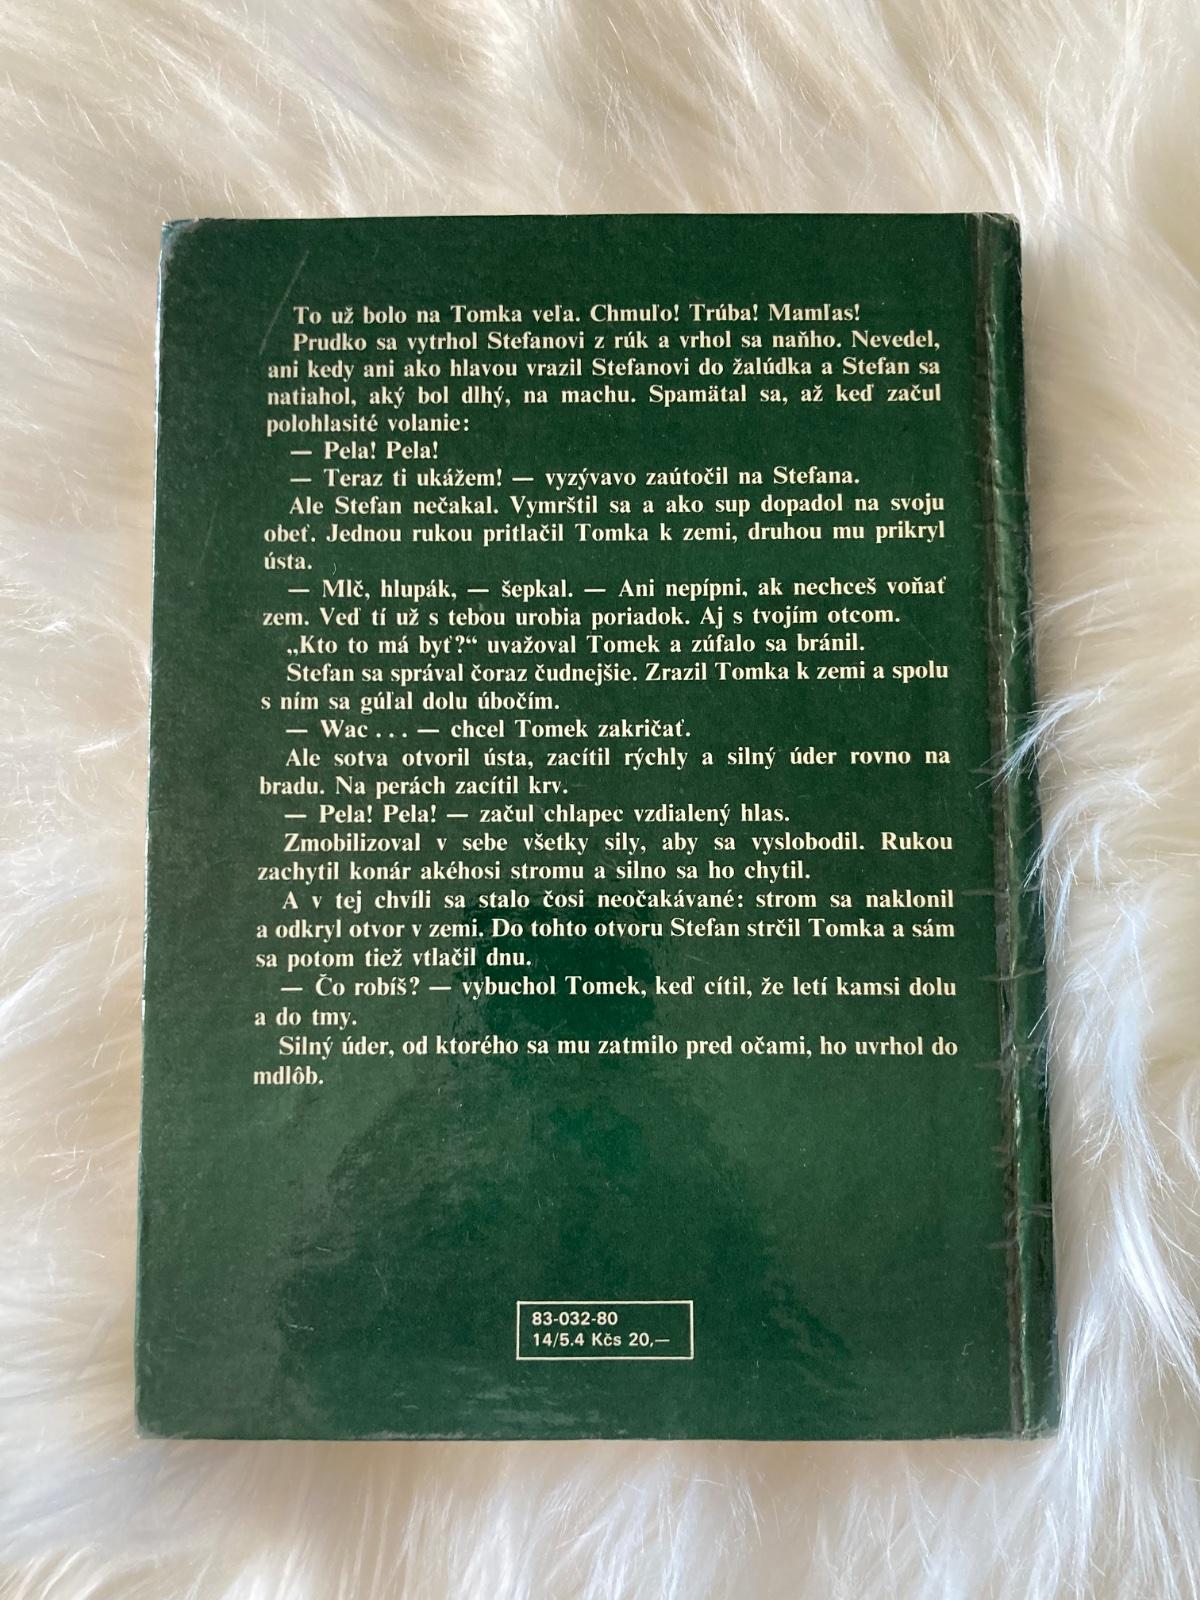 To už bolo na Tomka veľa. Chmuľo! Trúba! Mamľas!
Prudko sa vytrhol Stefanovi z rúk a vrhol sa naňho. Nevedel,
ani kedy ani ako hlavou vrazil Stefanovi do žalúdka a Stefan sa
natiahol, aký bol dlhý, na machu. Spamätal sa, až keď začul
polohlasité volanie:
— Pela! Pela!
— Teraz ti ukážem! — vyzývavo zaútočil na Stefana.
Ale Stefan nečakal. Vymrštil sa a ako sup dopadol na svoju
obeť. Jednou rukou pritlačil Tomka k zemi, druhou mu prikryl
ústa.
— Mlč, hlupák, — šepkal. — Ani nepípni, ak nechceš voňať
zem. Veď tí už s tebou urobia poriadok. Aj s tvojím otcom.
„Kto to má byť?“ uvažoval Tomek a zúfalo sa bránil.
Stefan sa správal čoraz čudnejšie. Zrazil Tomka k zemi a spolu
s ním sa gúľal dolu úbočím.
— Wac . . . — chcel Tomek zakričať.
Ale sotva otvoril ústa, zacítil rýchly a silný úder rovno na
bradu. Na perách zacítil krv.
— Pela! Pela! — začul chlapec vzdialený hlas.
Zmobilizoval v sebe všetky sily, aby sa vyslobodil. Rukou
zachytil konár akéhosi stromu a silno sa ho chytil.
A v tej chvíli sa stalo čosi neočakávané: strom sa naklonil
a odkryl otvor v zemi. Do tohto otvoru Stefan strčil Tomka a sám
sa potom tiež vtlačil dnu.
— Čo robíš? — vybuchol Tomek, keď cítil, že letí kamsi dolu
a do tmy.
Silný úder, od ktorého sa mu zatmilo pred očami, ho uvrhol do
mdlôb.
83-032-80
14/5.4 Kčs 20,—